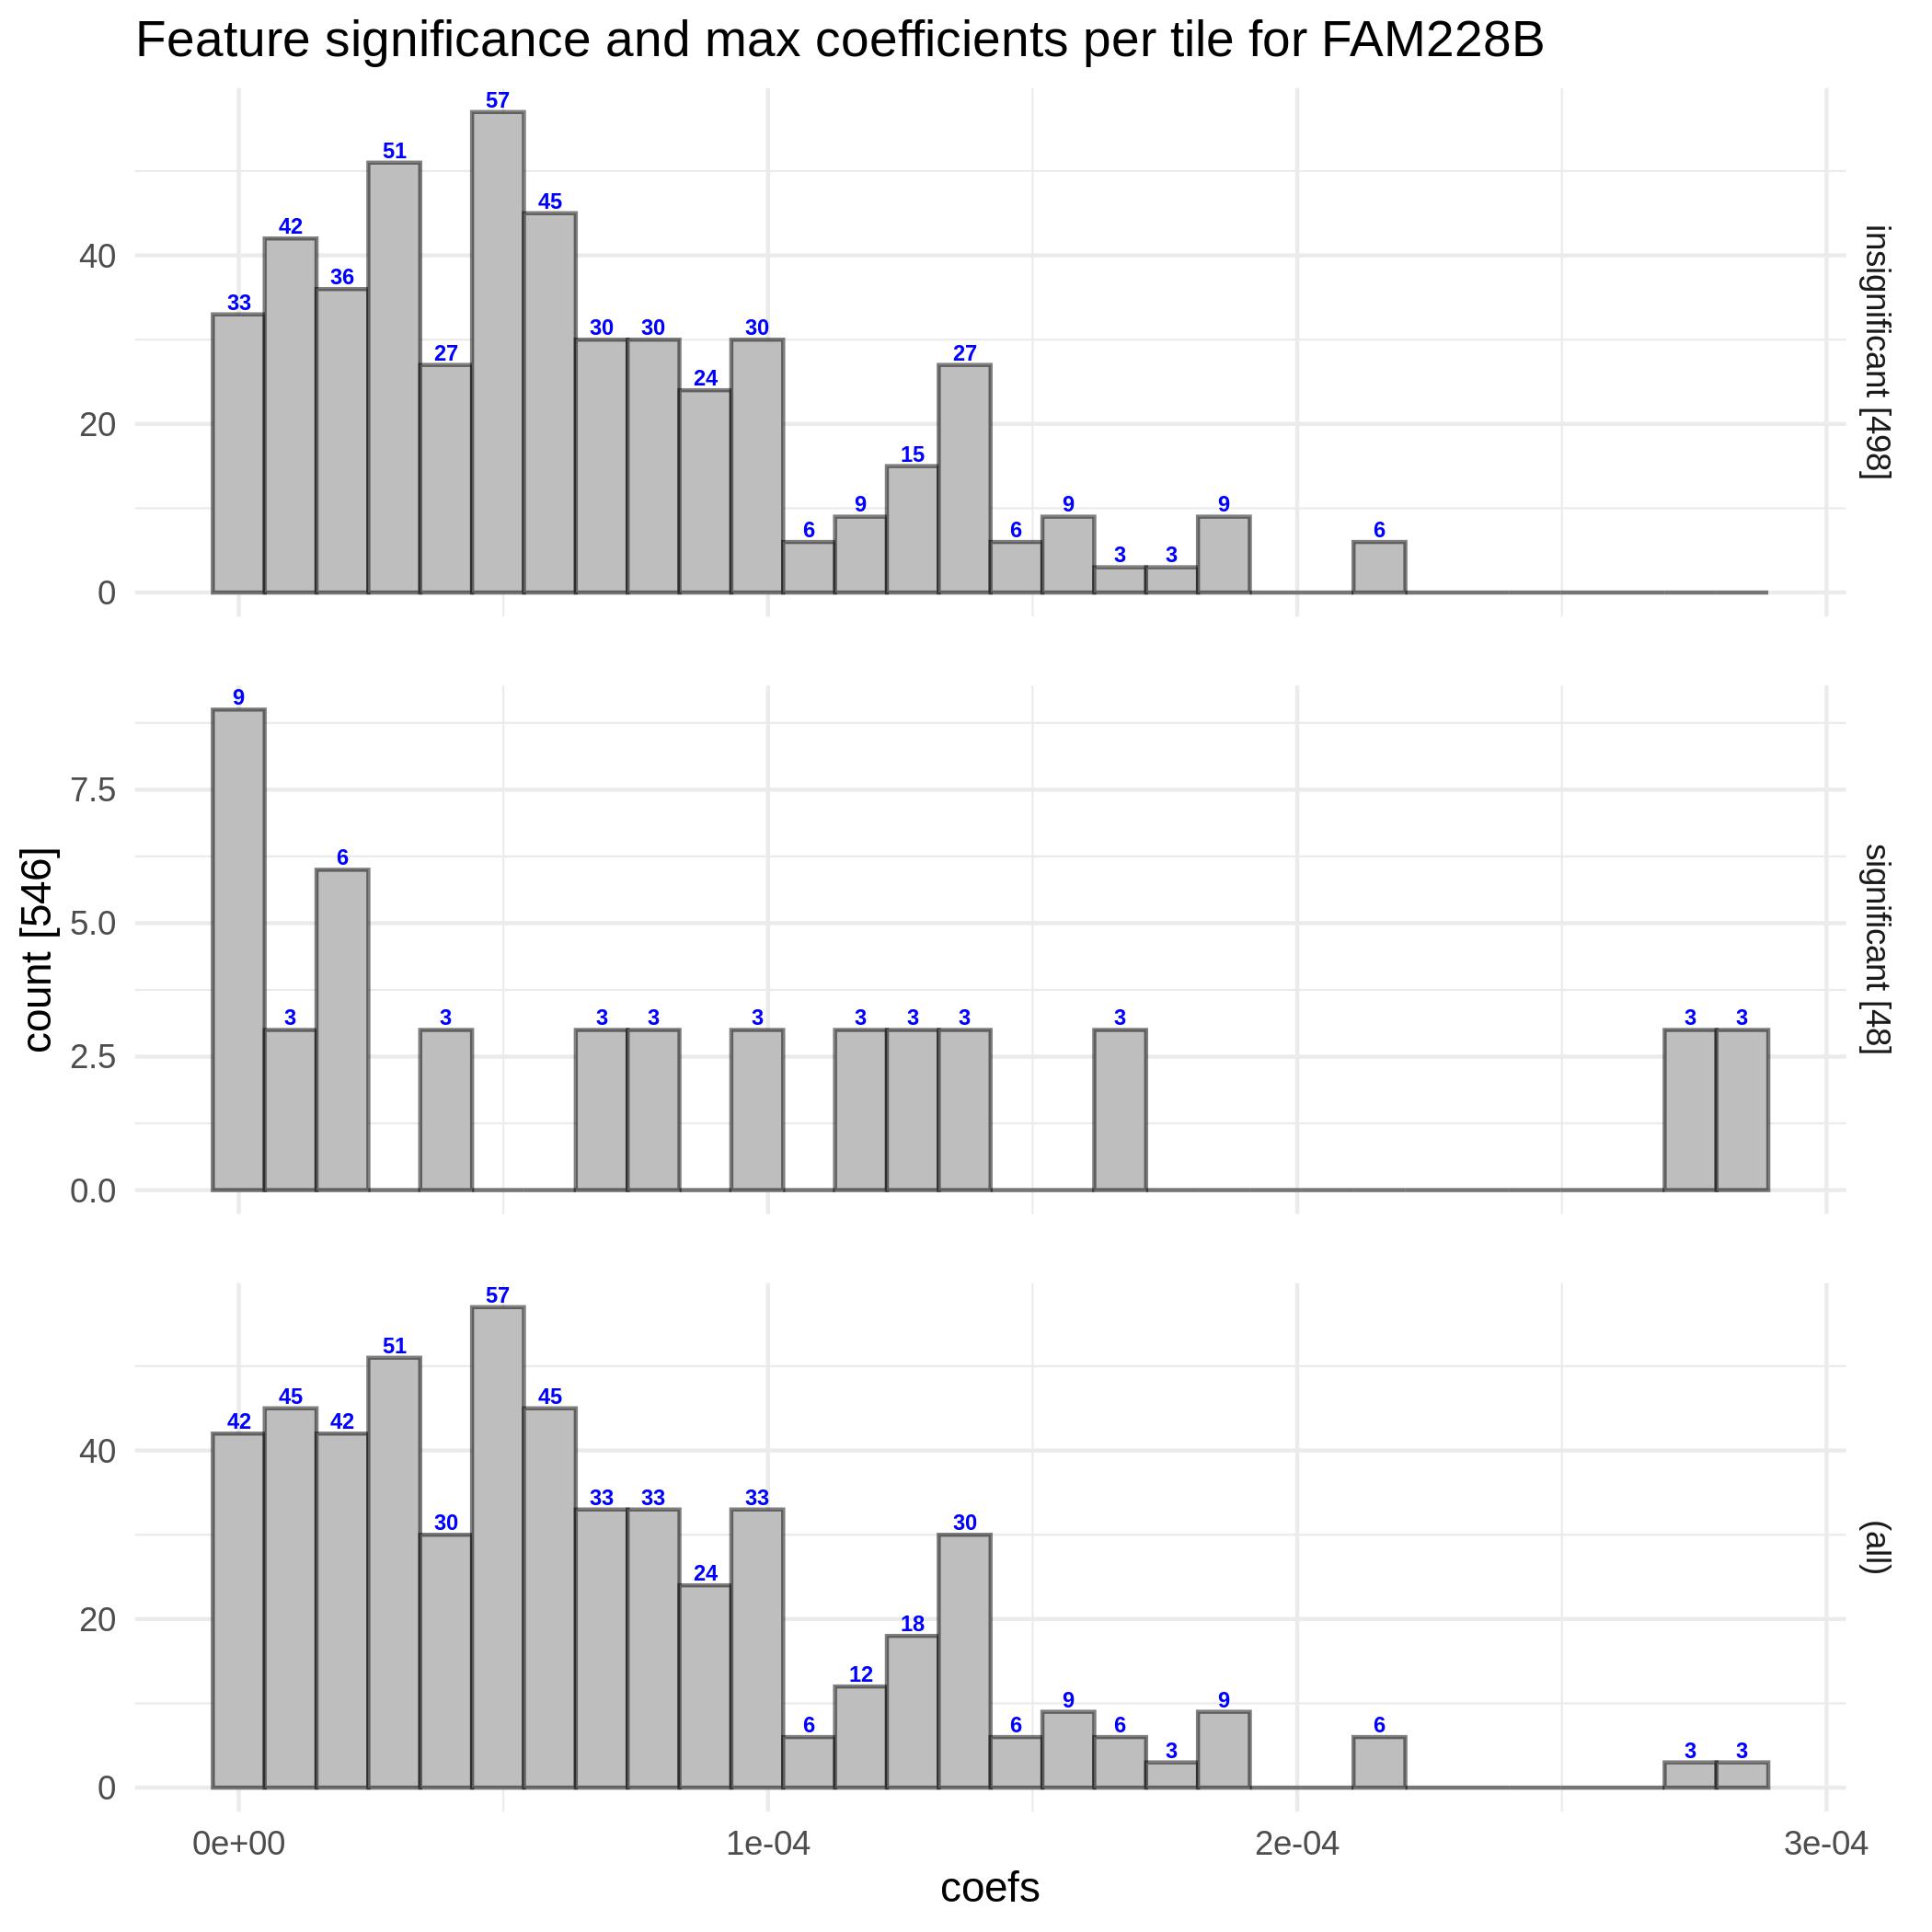 Feature significance and max coefficients per tile for FAM228B
57
51
45
42
36
33
30 30 30
27 27
24
15
9 9 9
6 6 6
3 3
40
20
0
insignificant [498]
9
6
3 3 3 3 3 3 3 3 3 3 3
7.5
5.0
2.5
0.0
count [546]
significant [48]
57
51
45 45
42 42
33 33 33
30 30
24
18
12
9 9
6 6 6 6
3 3 3
40
20
0
(all)
0e+00 1e-04 2e-04 3e-04
coefs